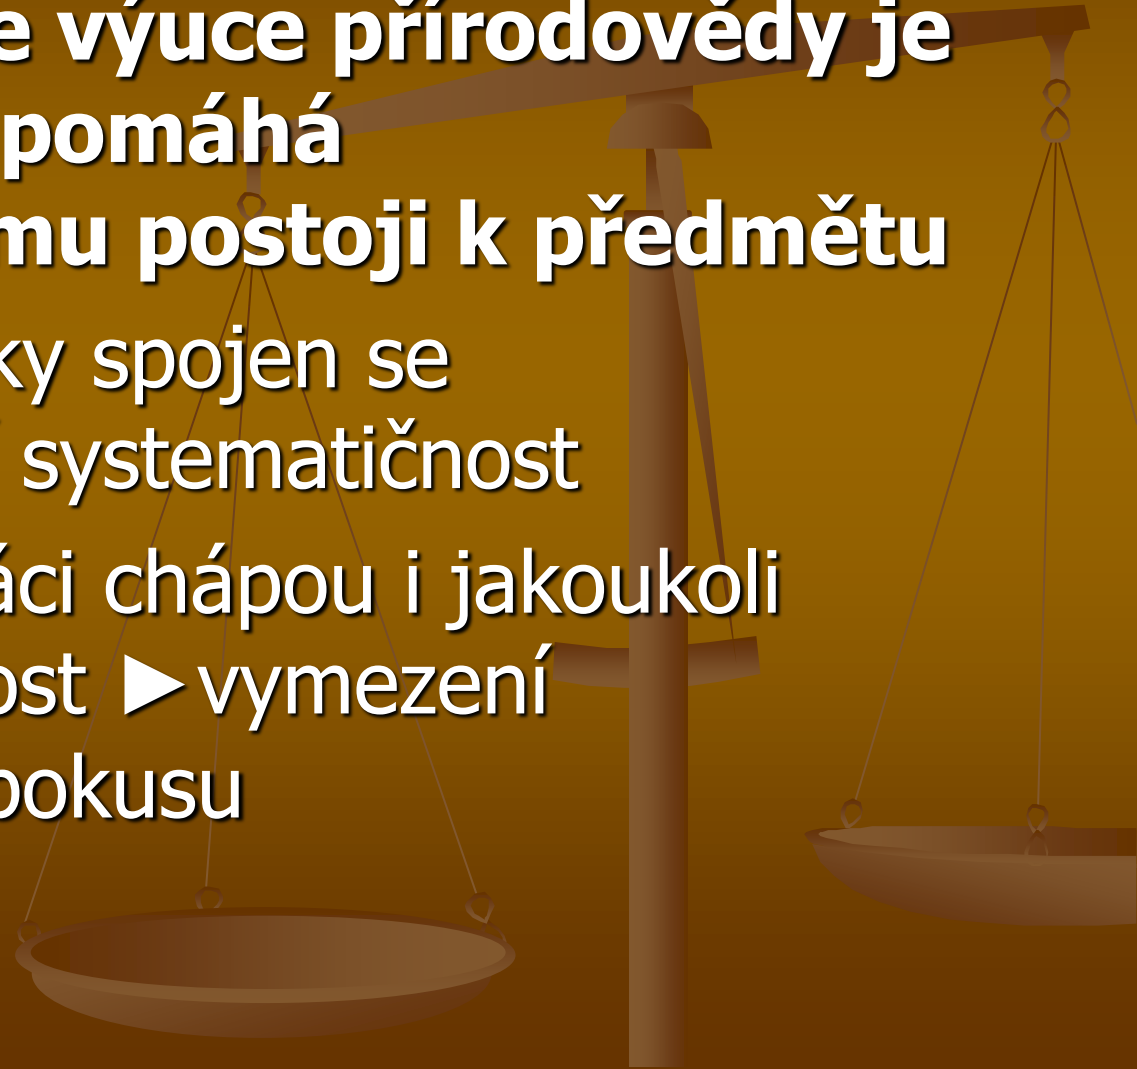 e výuce přírodovědy je
pomáhá
mu postoji k předmětu
ky spojen se
systematičnost
áci chápou i jakoukoli
ost ►vymezení
pokusu